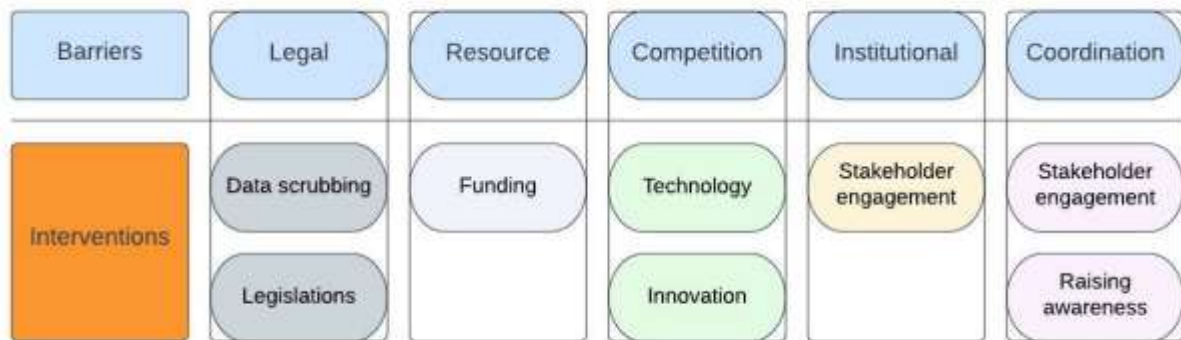 Barriers
Legal
Resource
Competition
Institutional
Coordination
Interventions
Data scrubbing
Funding
Technology
Stakeholder
engagement
Stakeholder
engagement
Legislations
Innovation
Raising
awareness